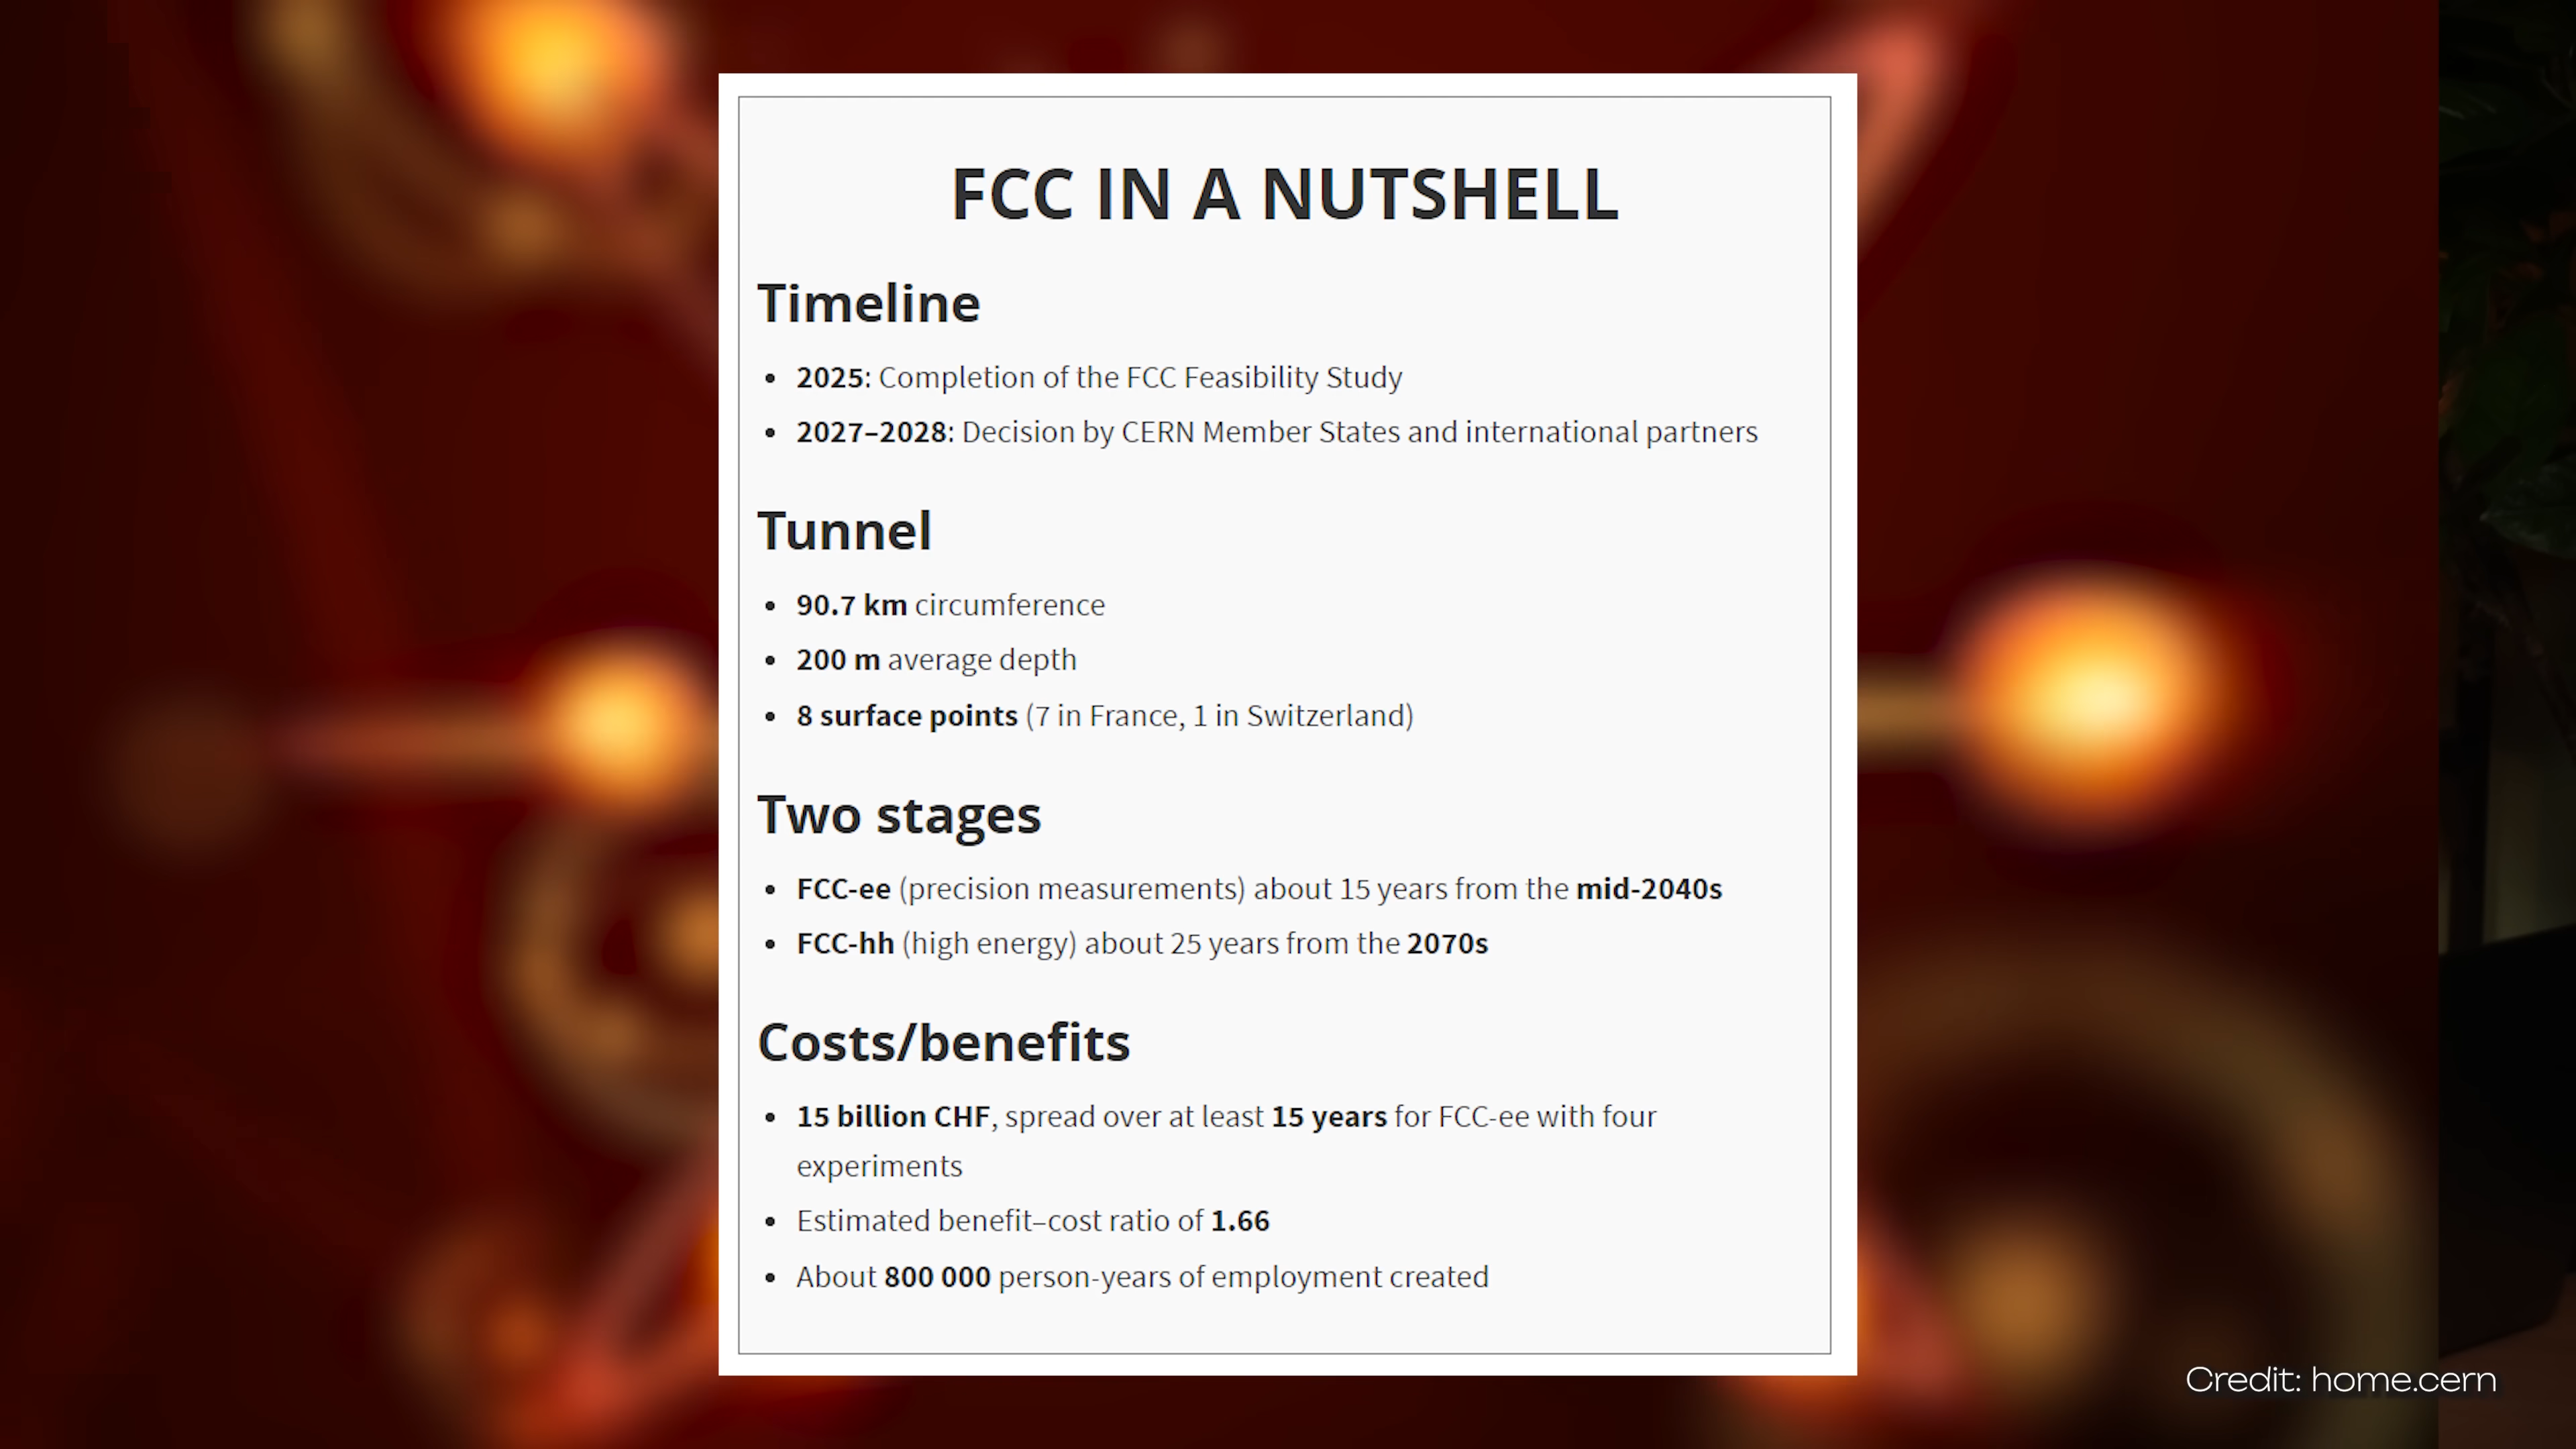 FCC IN A NUTSHELL
Timeline
• 2025: Completion of the FCC Feasibility Study
• 2027–2028: Decision by CERN Member States and international partners
Tunnel
• 90.7 km circumference
• 200 m average depth
• 8 surface points (7 in France, 1 in Switzerland)
Two stages
• FCC-ee (precision measurements) about 15 years from the mid-2040s
• FCC-hh (high energy) about 25 years from the 2070s
Costs/benefits
• 15 billion CHF, spread over at least 15 years for FCC-ee with four
experiments
• Estimated benefit–cost ratio of 1.66
• About 800 000 person-years of employment created
Credit: home.cern